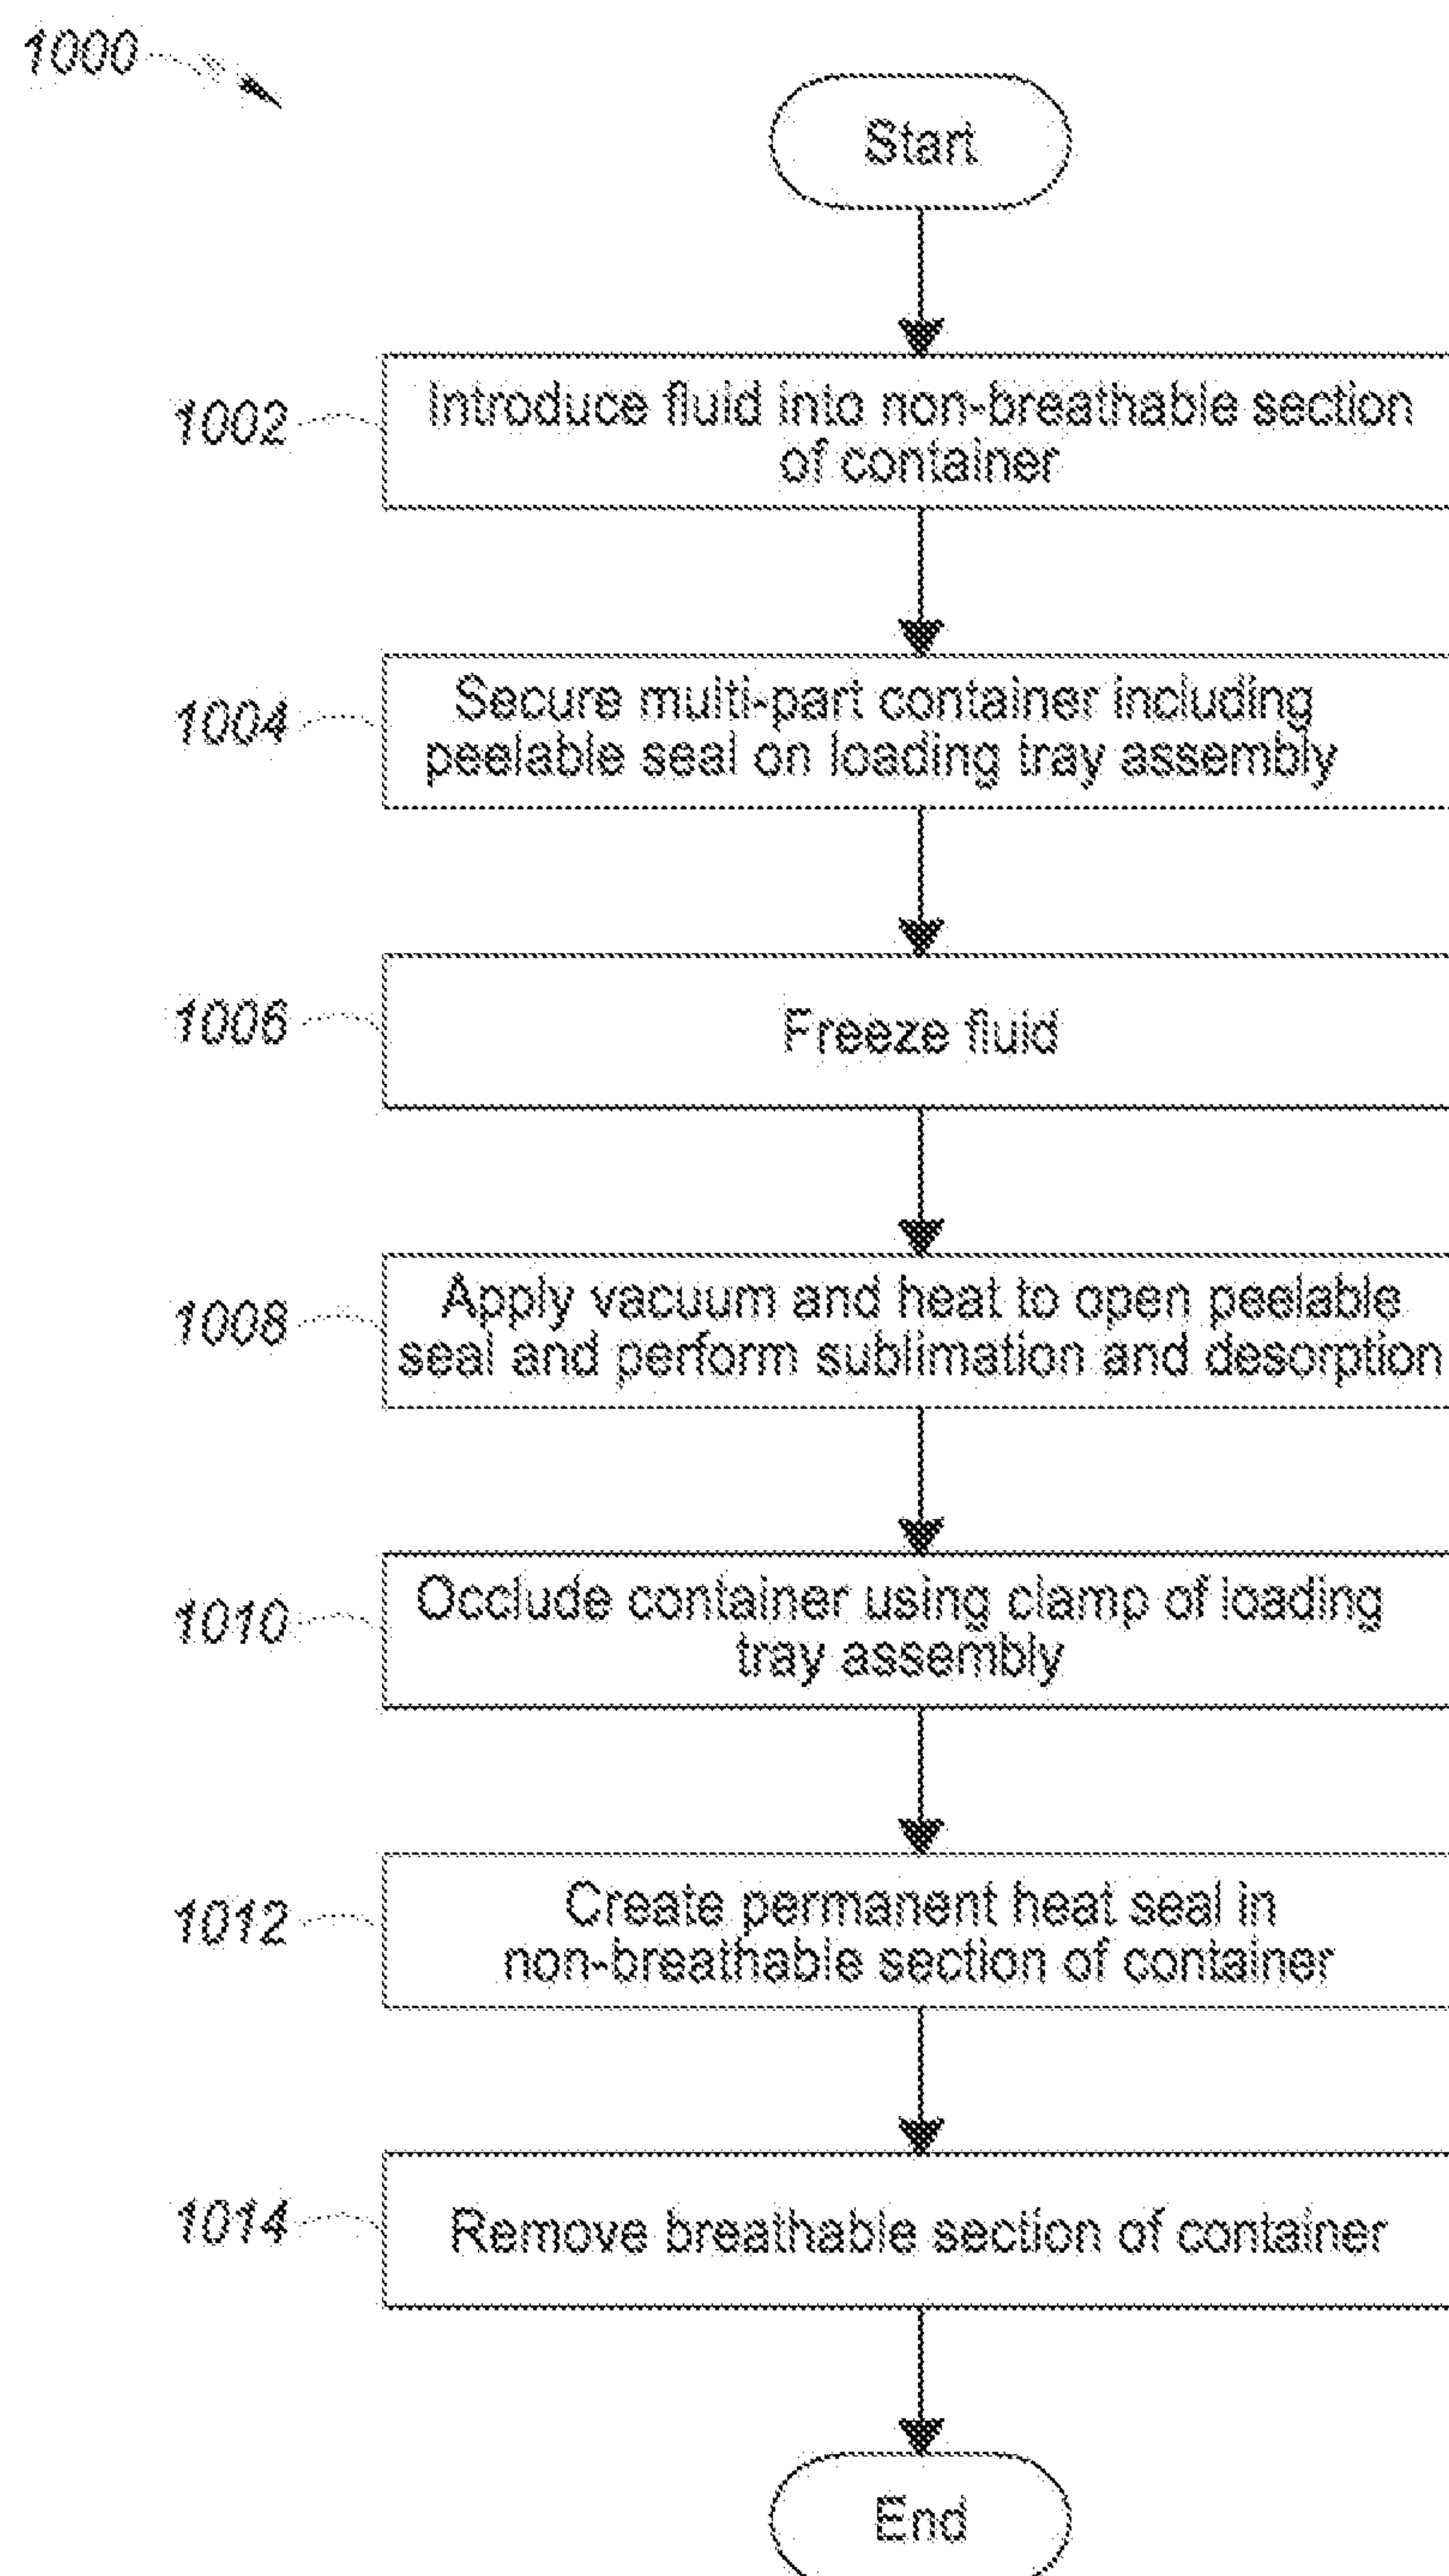 1000
Start
1002
Introduce fluid into non-breathable section
of container
1004
Secure multi-part container including
peelable seal on loading tray assembly
1006
Freeze fluid
1008
Apply vacuum and heat to open peelable
seal and perform sublimation and desorption
1010
Occlude container using clamp of loading
tray assembly
1012
Create permanent heat seal in
non-breathable section of container
1014
Remove breathable section of container
End